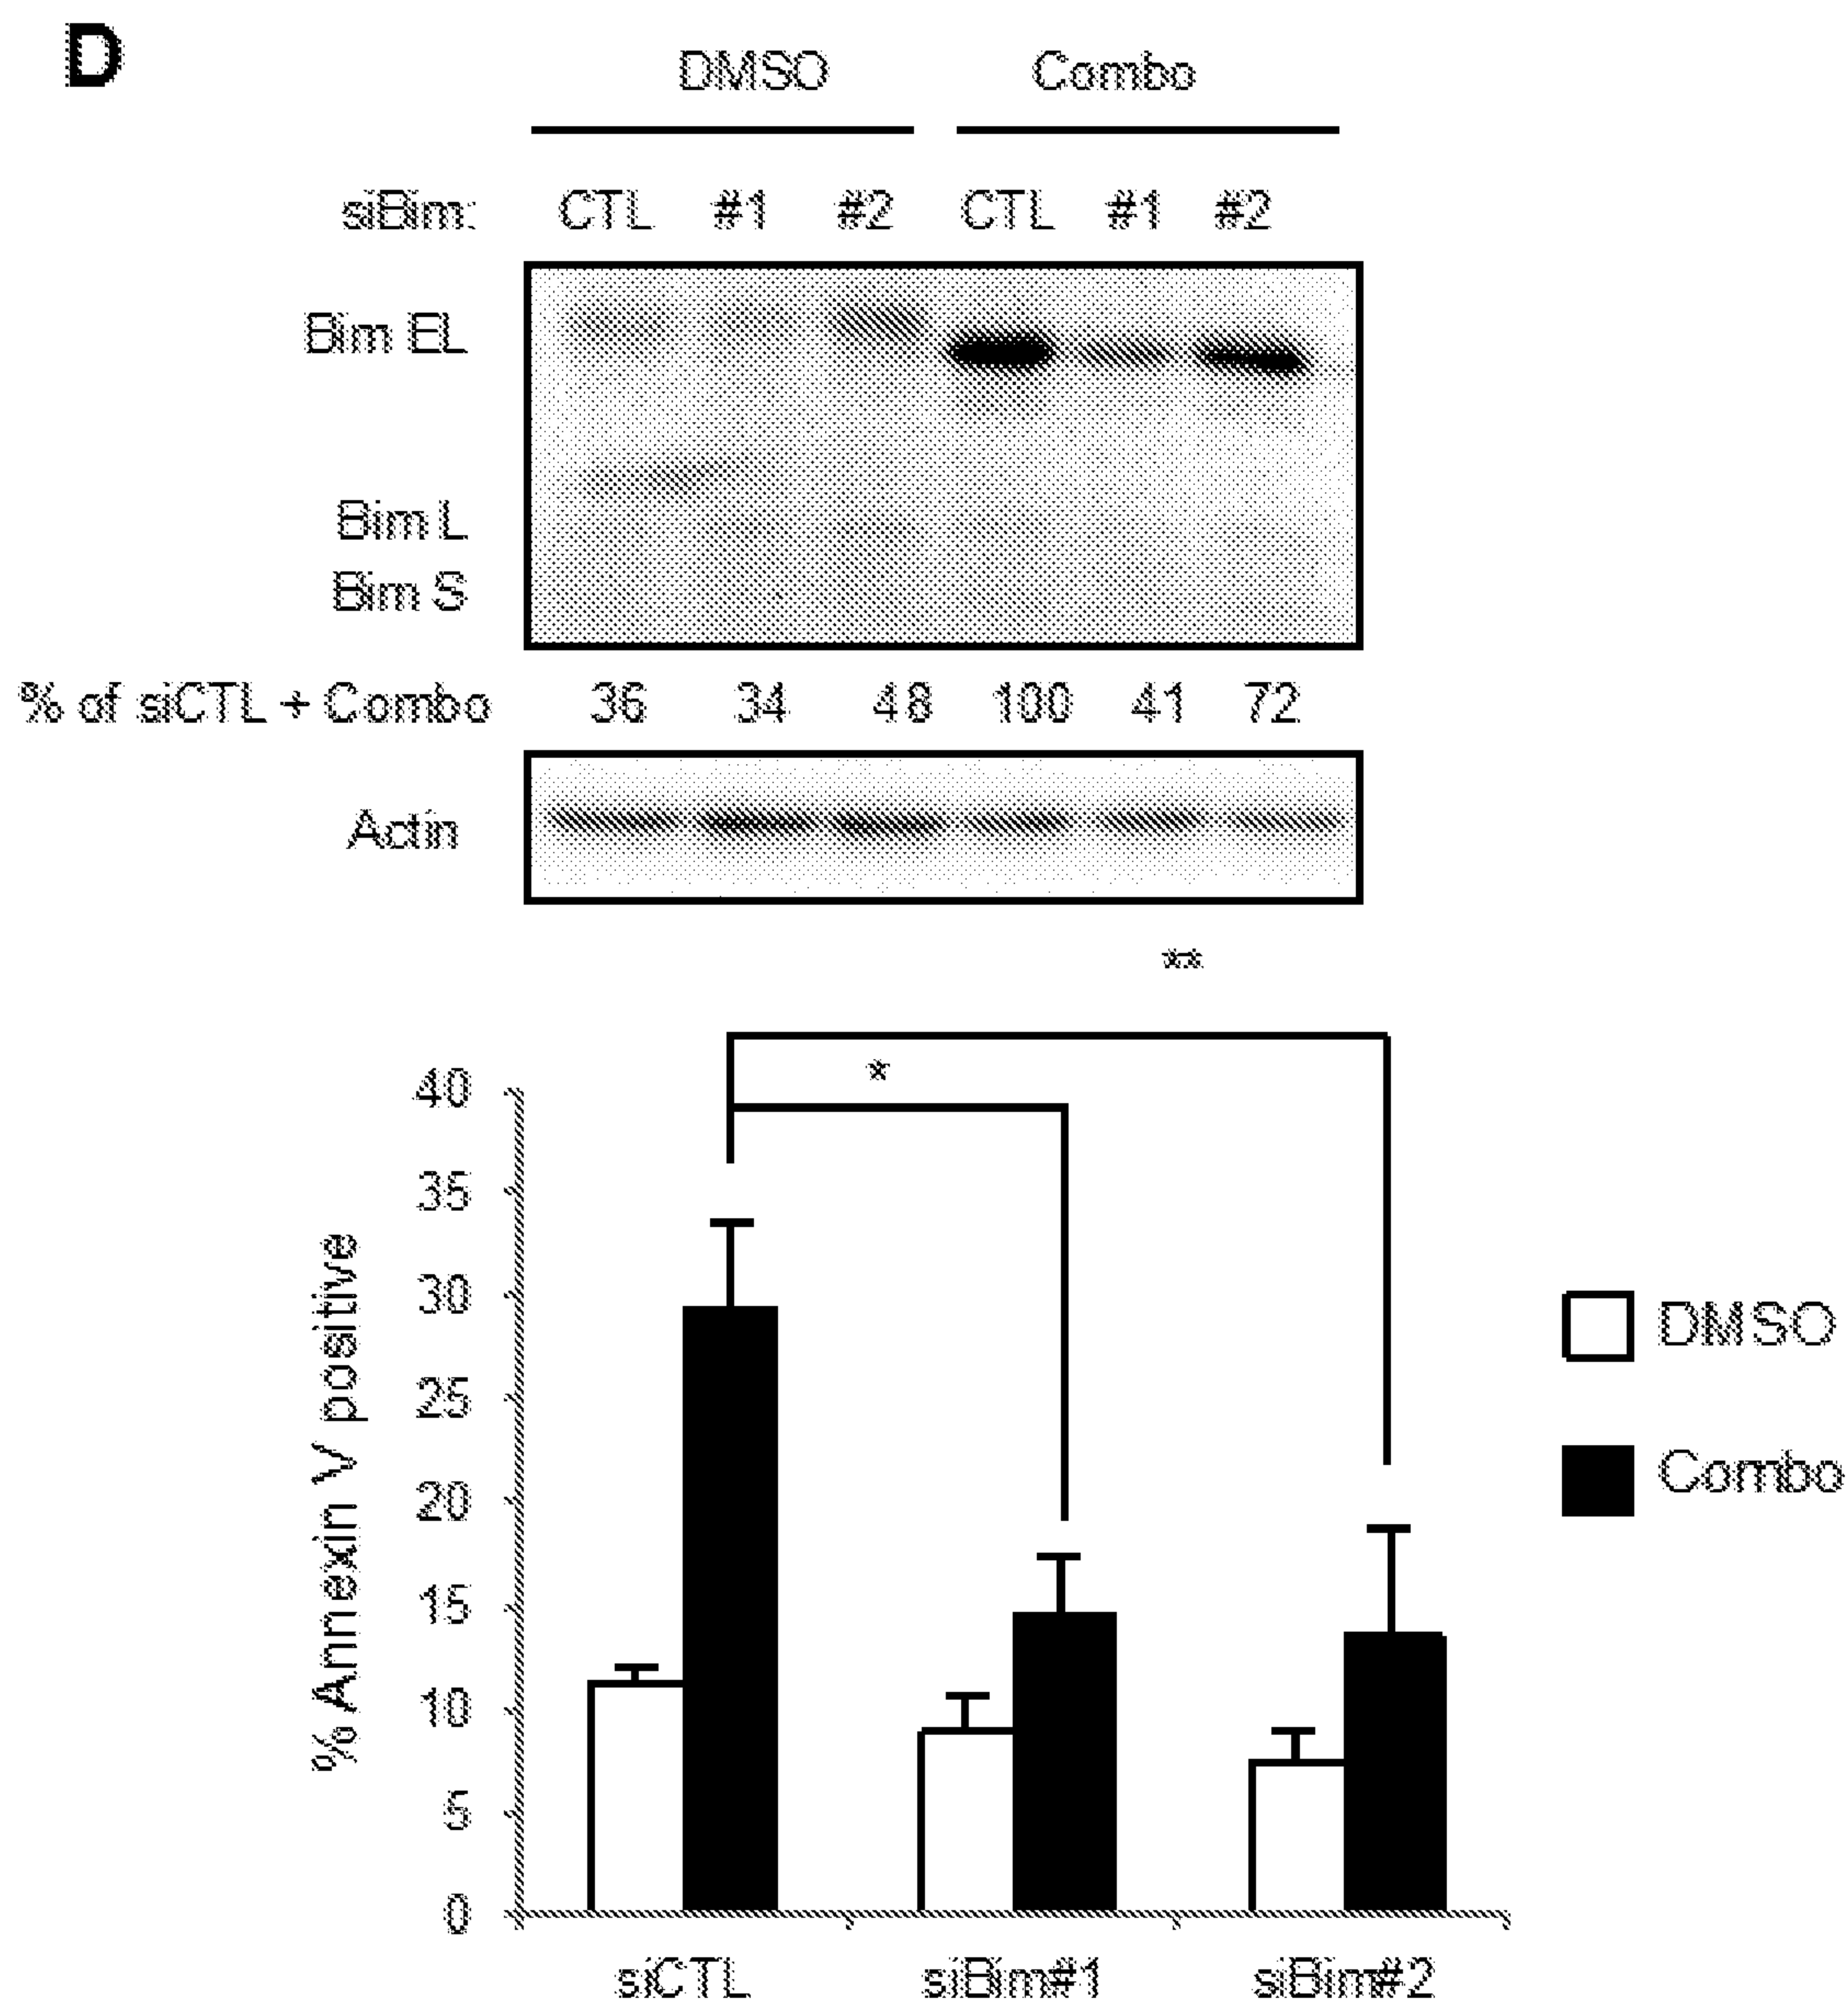 D
DMSO Combo
siBim: CTL #1 #2 CTL #1 #2
Bim EL
Bim L
Bim S
% of siCTL + Combo 36 34 48 100 41 72
Actin
**
*
40
35
30
25
20
15
10
5
0
% Annexin V positive
DMSO
Combo
siCTL siBim#1 siBim#2